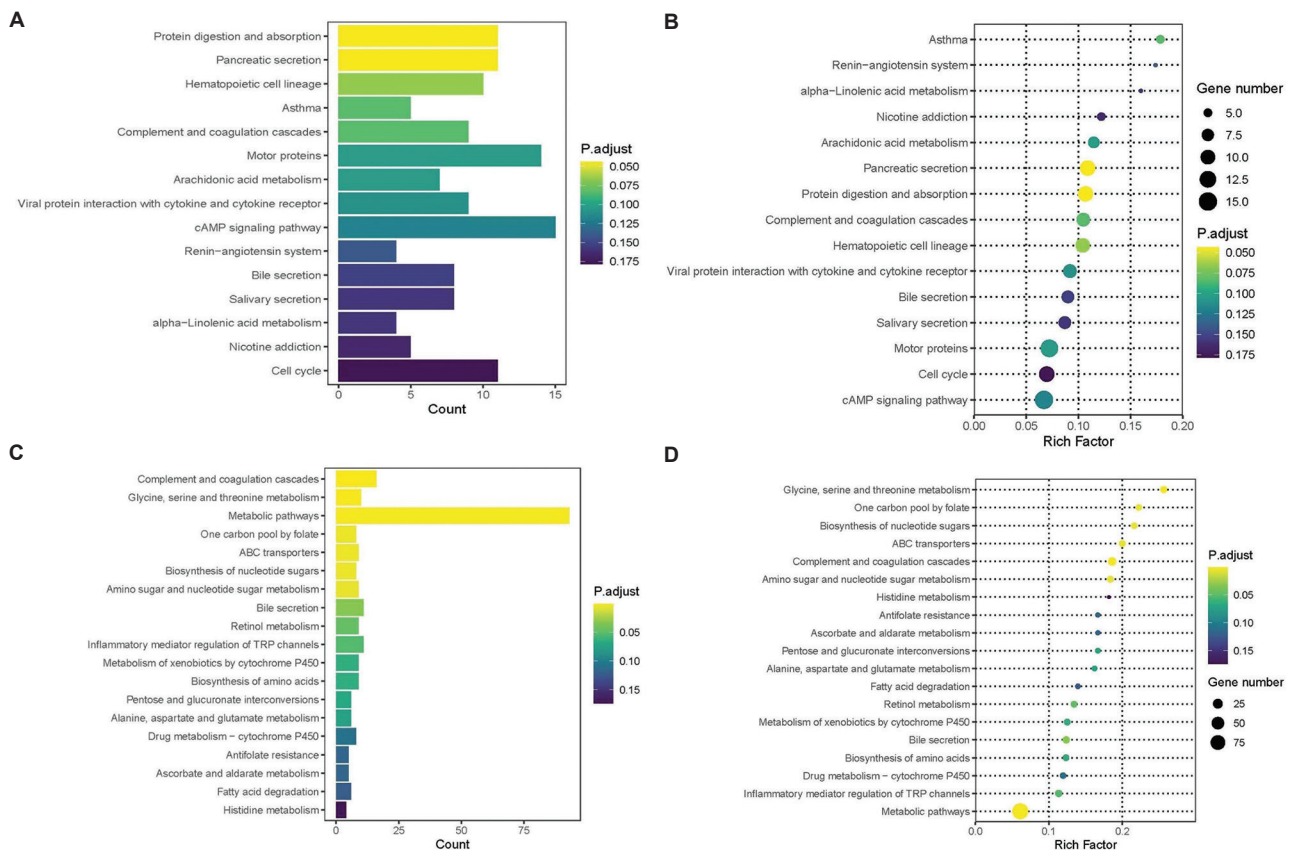 A
Protein digestion and absorption
Pancreatic secretion
Hematopoietic cell lineage
Asthma
Complement and coagulation cascades
Motor proteins
Arachidonic acid metabolism
Viral protein interaction with cytokine and cytokine receptor
cAMP signaling pathway
Renin−angiotensin system
Bile secretion
Salivary secretion
alpha−Linolenic acid metabolism
Nicotine addiction
Cell cycle
0 5 10 15
Count
P.adjust
0.050
0.075
0.100
0.125
0.150
0.175
B
Asthma
Renin−angiotensin system
alpha−Linolenic acid metabolism
Nicotine addiction
Arachidonic acid metabolism
Pancreatic secretion
Protein digestion and absorption
Complement and coagulation cascades
Hematopoietic cell lineage
Viral protein interaction with cytokine and cytokine receptor
Bile secretion
Salivary secretion
Motor proteins
Cell cycle
cAMP signaling pathway
0.00 0.05 0.10 0.15 0.20
Rich Factor
Gene number
5.0
7.5
10.0
12.5
15.0
P.adjust
0.050
0.075
0.100
0.125
0.150
0.175
C
Complement and coagulation cascades
Glycine, serine and threonine metabolism
Metabolic pathways
One carbon pool by folate
ABC transporters
Biosynthesis of nucleotide sugars
Amino sugar and nucleotide sugar metabolism
Bile secretion
Retinol metabolism
Inflammatory mediator regulation of TRP channels
Metabolism of xenobiotics by cytochrome P450
Biosynthesis of amino acids
Pentose and glucuronate interconversions
Alanine, aspartate and glutamate metabolism
Drug metabolism − cytochrome P450
Antifolate resistance
Ascorbate and aldarate metabolism
Fatty acid degradation
Histidine metabolism
0 25 50 75
Count
P.adjust
0.05
0.10
0.15
D
Glycine, serine and threonine metabolism
One carbon pool by folate
Biosynthesis of nucleotide sugars
ABC transporters
Complement and coagulation cascades
Amino sugar and nucleotide sugar metabolism
Histidine metabolism
Antifolate resistance
Ascorbate and aldarate metabolism
Pentose and glucuronate interconversions
Alanine, aspartate and glutamate metabolism
Fatty acid degradation
Retinol metabolism
Metabolism of xenobiotics by cytochrome P450
Bile secretion
Biosynthesis of amino acids
Drug metabolism − cytochrome P450
Inflammatory mediator regulation of TRP channels
Metabolic pathways
0.0 0.1 0.2
Rich Factor
P.adjust
0.05
0.10
0.15
Gene number
25
50
75